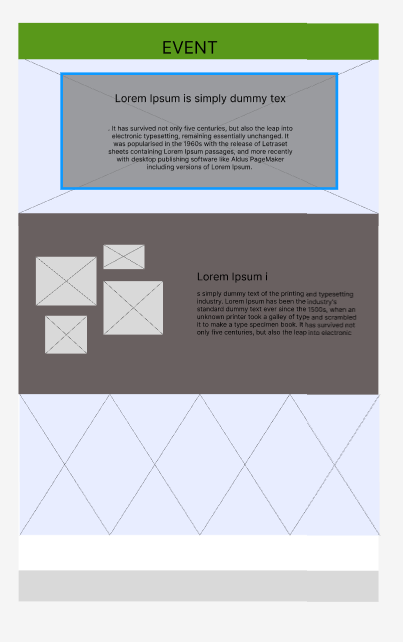 EVENT
Lorem Ipsum is simply dummy tex
. It has survived not only five centuries, but also the leap into
electronic typesetting, remaining essentially unchanged. It
was popularised in the 1960s with the release of Letraset
sheets containing Lorem Ipsum passages, and more recently
with desktop publishing software like Aldus PageMaker
including versions of Lorem Ipsum.
Lorem Ipsum i
s simply dummy text of the printing and typesetting
industry. Lorem Ipsum has been the industry's
standard dummy text ever since the 1500s, when an
unknown printer took a galley of type and scrambled
it to make a type specimen book. It has survived not
only five centuries, but also the leap into electronic